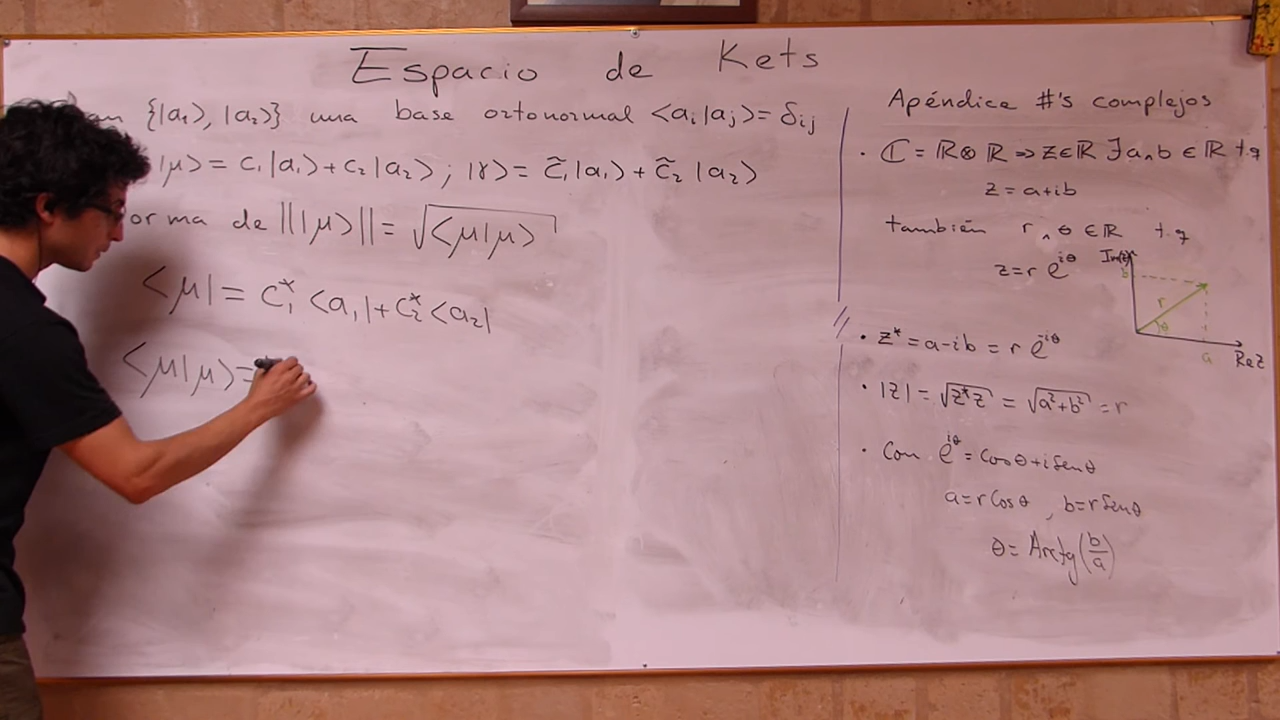 Espacio de Kets
{|a₁⟩, |a₂⟩} una base ortonormal <aᵢ|aⱼ⟩=δᵢⱼ
|μ⟩ = c₁|a₁⟩+c₂|a₂⟩; |γ⟩= c̃₁|a₁⟩ + c̃₂|a₂⟩
orma de |||μ⟩|| = √<μ|μ⟩
<μ| = c₁* <a₁|+c₂* <a₂|
<μ|μ⟩=
Apéndice #'s complejos
· ℂ = ℝ⊗ℝ ⇒ z∈ℝ ∃ a∧b ∈ ℝ t.q
z = a+ib
también r ∧ θ ∈ ℝ t.q
z=r e^{iθ}
Im(z)
b
r
θ
a
Re z
· z* = a-ib = r e^{-iθ}
· |z| = √z*z = √a²+b² = r
· Con e^{iθ} = Cosθ+i Senθ
a=r Cosθ , b=r Senθ
θ= Arctg(b/a)